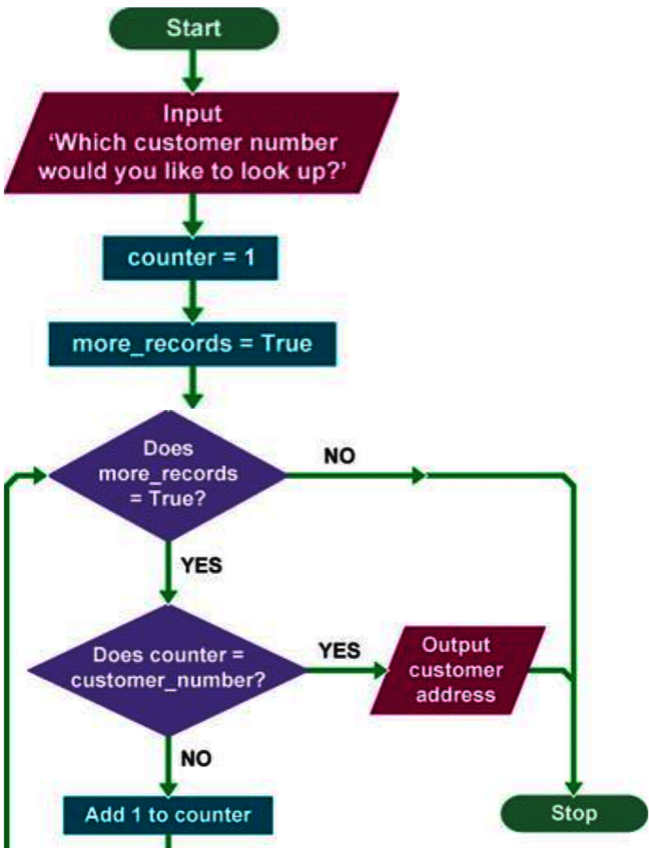 Start
Input
‘Which customer number
would you like to look up?’
counter = 1
more_records = True
Does
more_records
= True?
NO
YES
Does counter =
customer_number?
YES
Output
customer
address
NO
Add 1 to counter
Stop